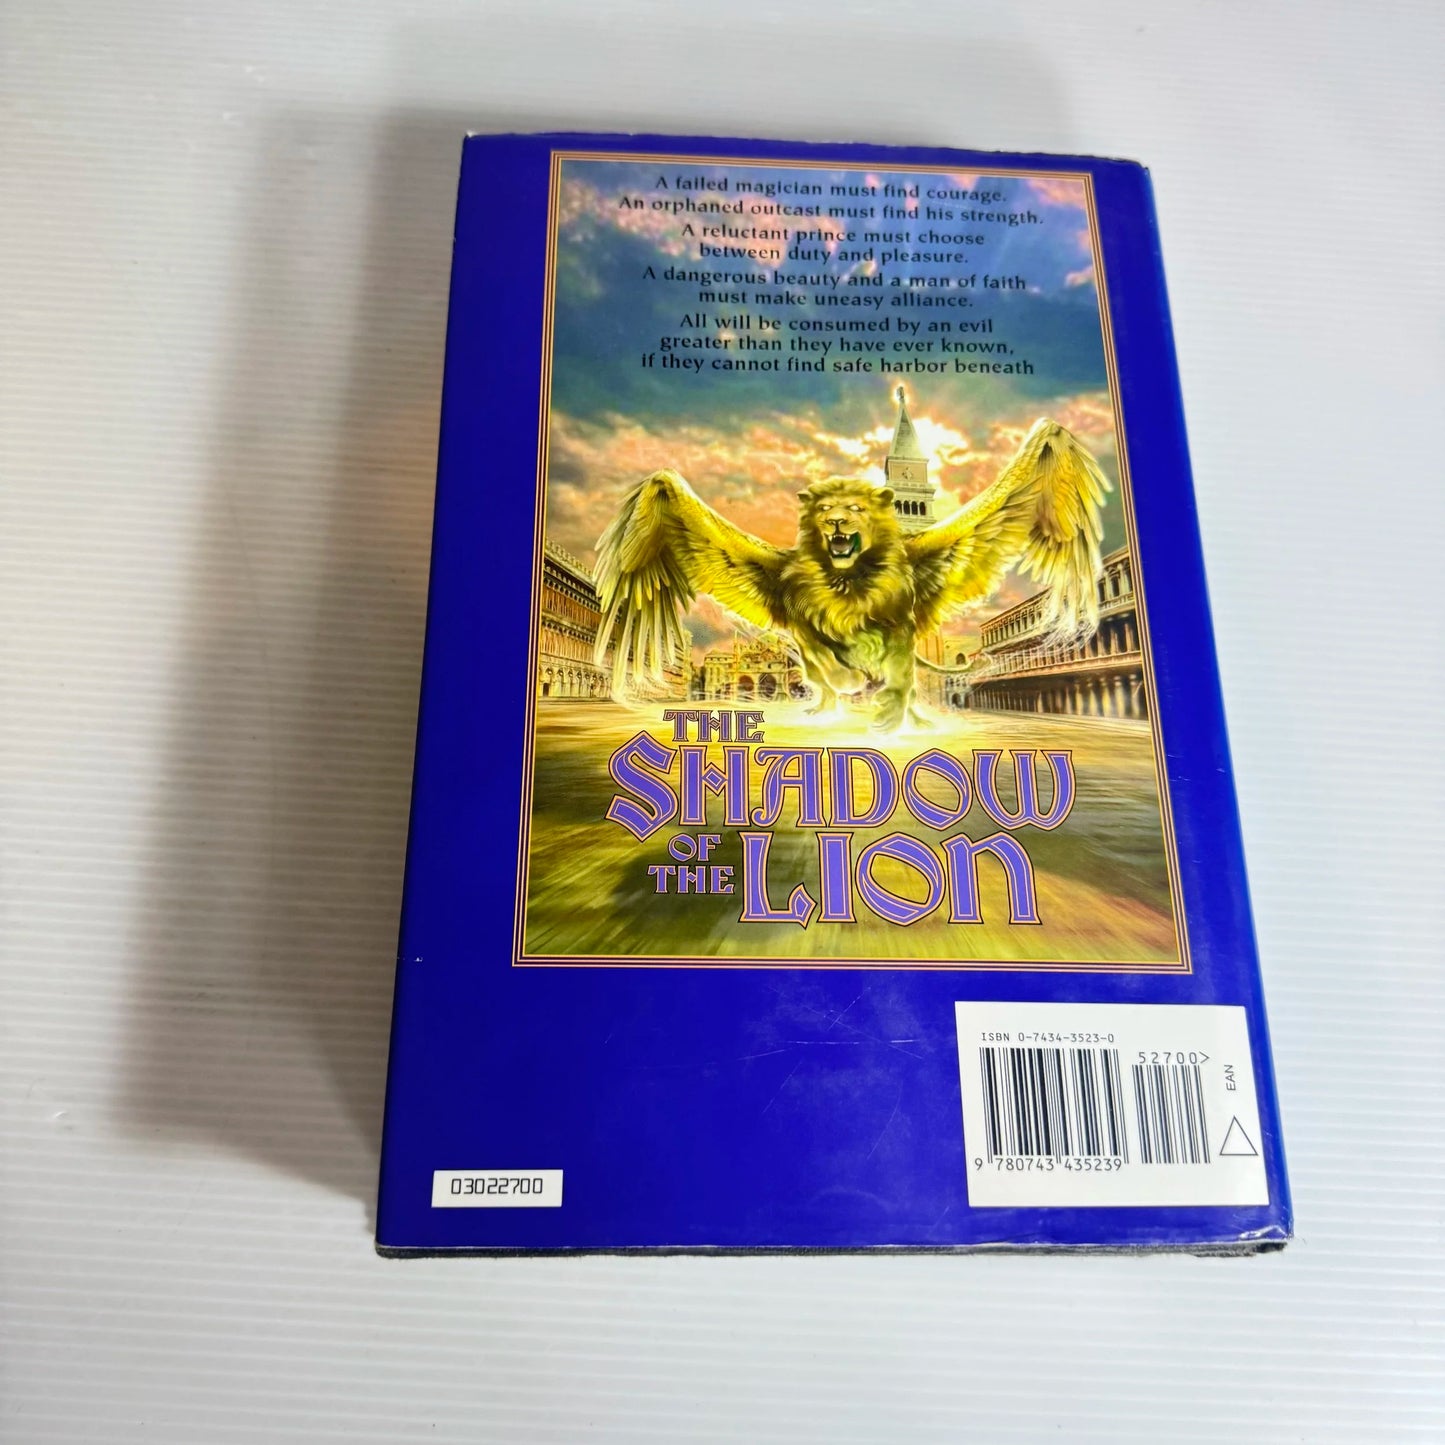 A failed magician must find courage.
An orphaned outcast must find his strength.
A reluctant prince must choose
between duty and pleasure.
A dangerous beauty and a man of faith
must make uneasy alliance.
All will be consumed by an evil
greater than they have ever known,
if they cannot find safe harbor beneath
THE
SHADOW
OF THE
LION
ISBN 0-7434-3523-0
52700>
EAN
9 780743 435239
03022700